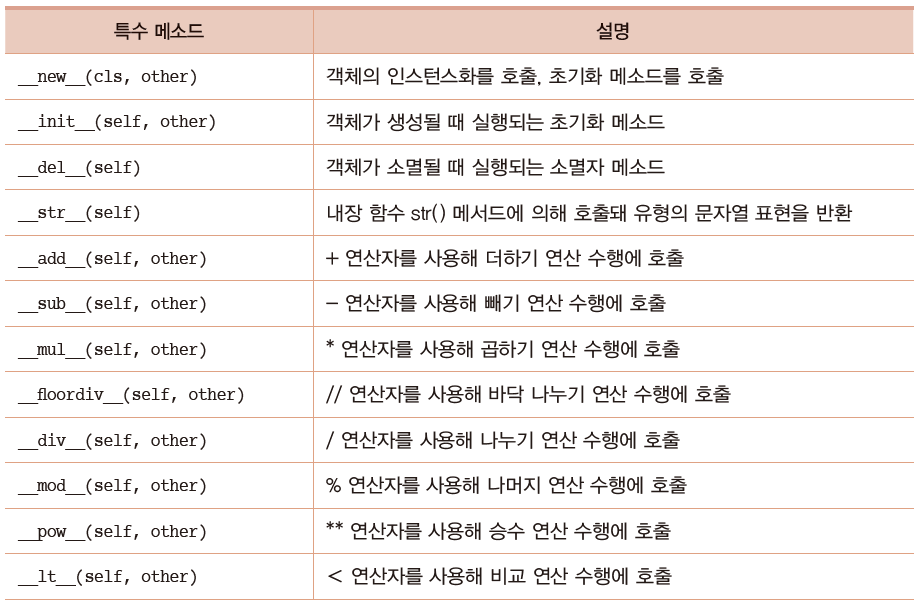 특수 메소드 설명
__new__(cls, other) 객체의 인스턴스화를 호출, 초기화 메소드를 호출
__init__(self, other) 객체가 생성될 때 실행되는 초기화 메소드
__del__(self) 객체가 소멸될 때 실행되는 소멸자 메소드
__str__(self) 내장 함수 str() 메서드에 의해 호출돼 유형의 문자열 표현을 반환
__add__(self, other) + 연산자를 사용해 더하기 연산 수행에 호출
__sub__(self, other) – 연산자를 사용해 빼기 연산 수행에 호출
__mul__(self, other) * 연산자를 사용해 곱하기 연산 수행에 호출
__floordiv__(self, other) // 연산자를 사용해 바닥 나누기 연산 수행에 호출
__div__(self, other) / 연산자를 사용해 나누기 연산 수행에 호출
__mod__(self, other) % 연산자를 사용해 나머지 연산 수행에 호출
__pow__(self, other) ** 연산자를 사용해 승수 연산 수행에 호출
__lt__(self, other) < 연산자를 사용해 비교 연산 수행에 호출